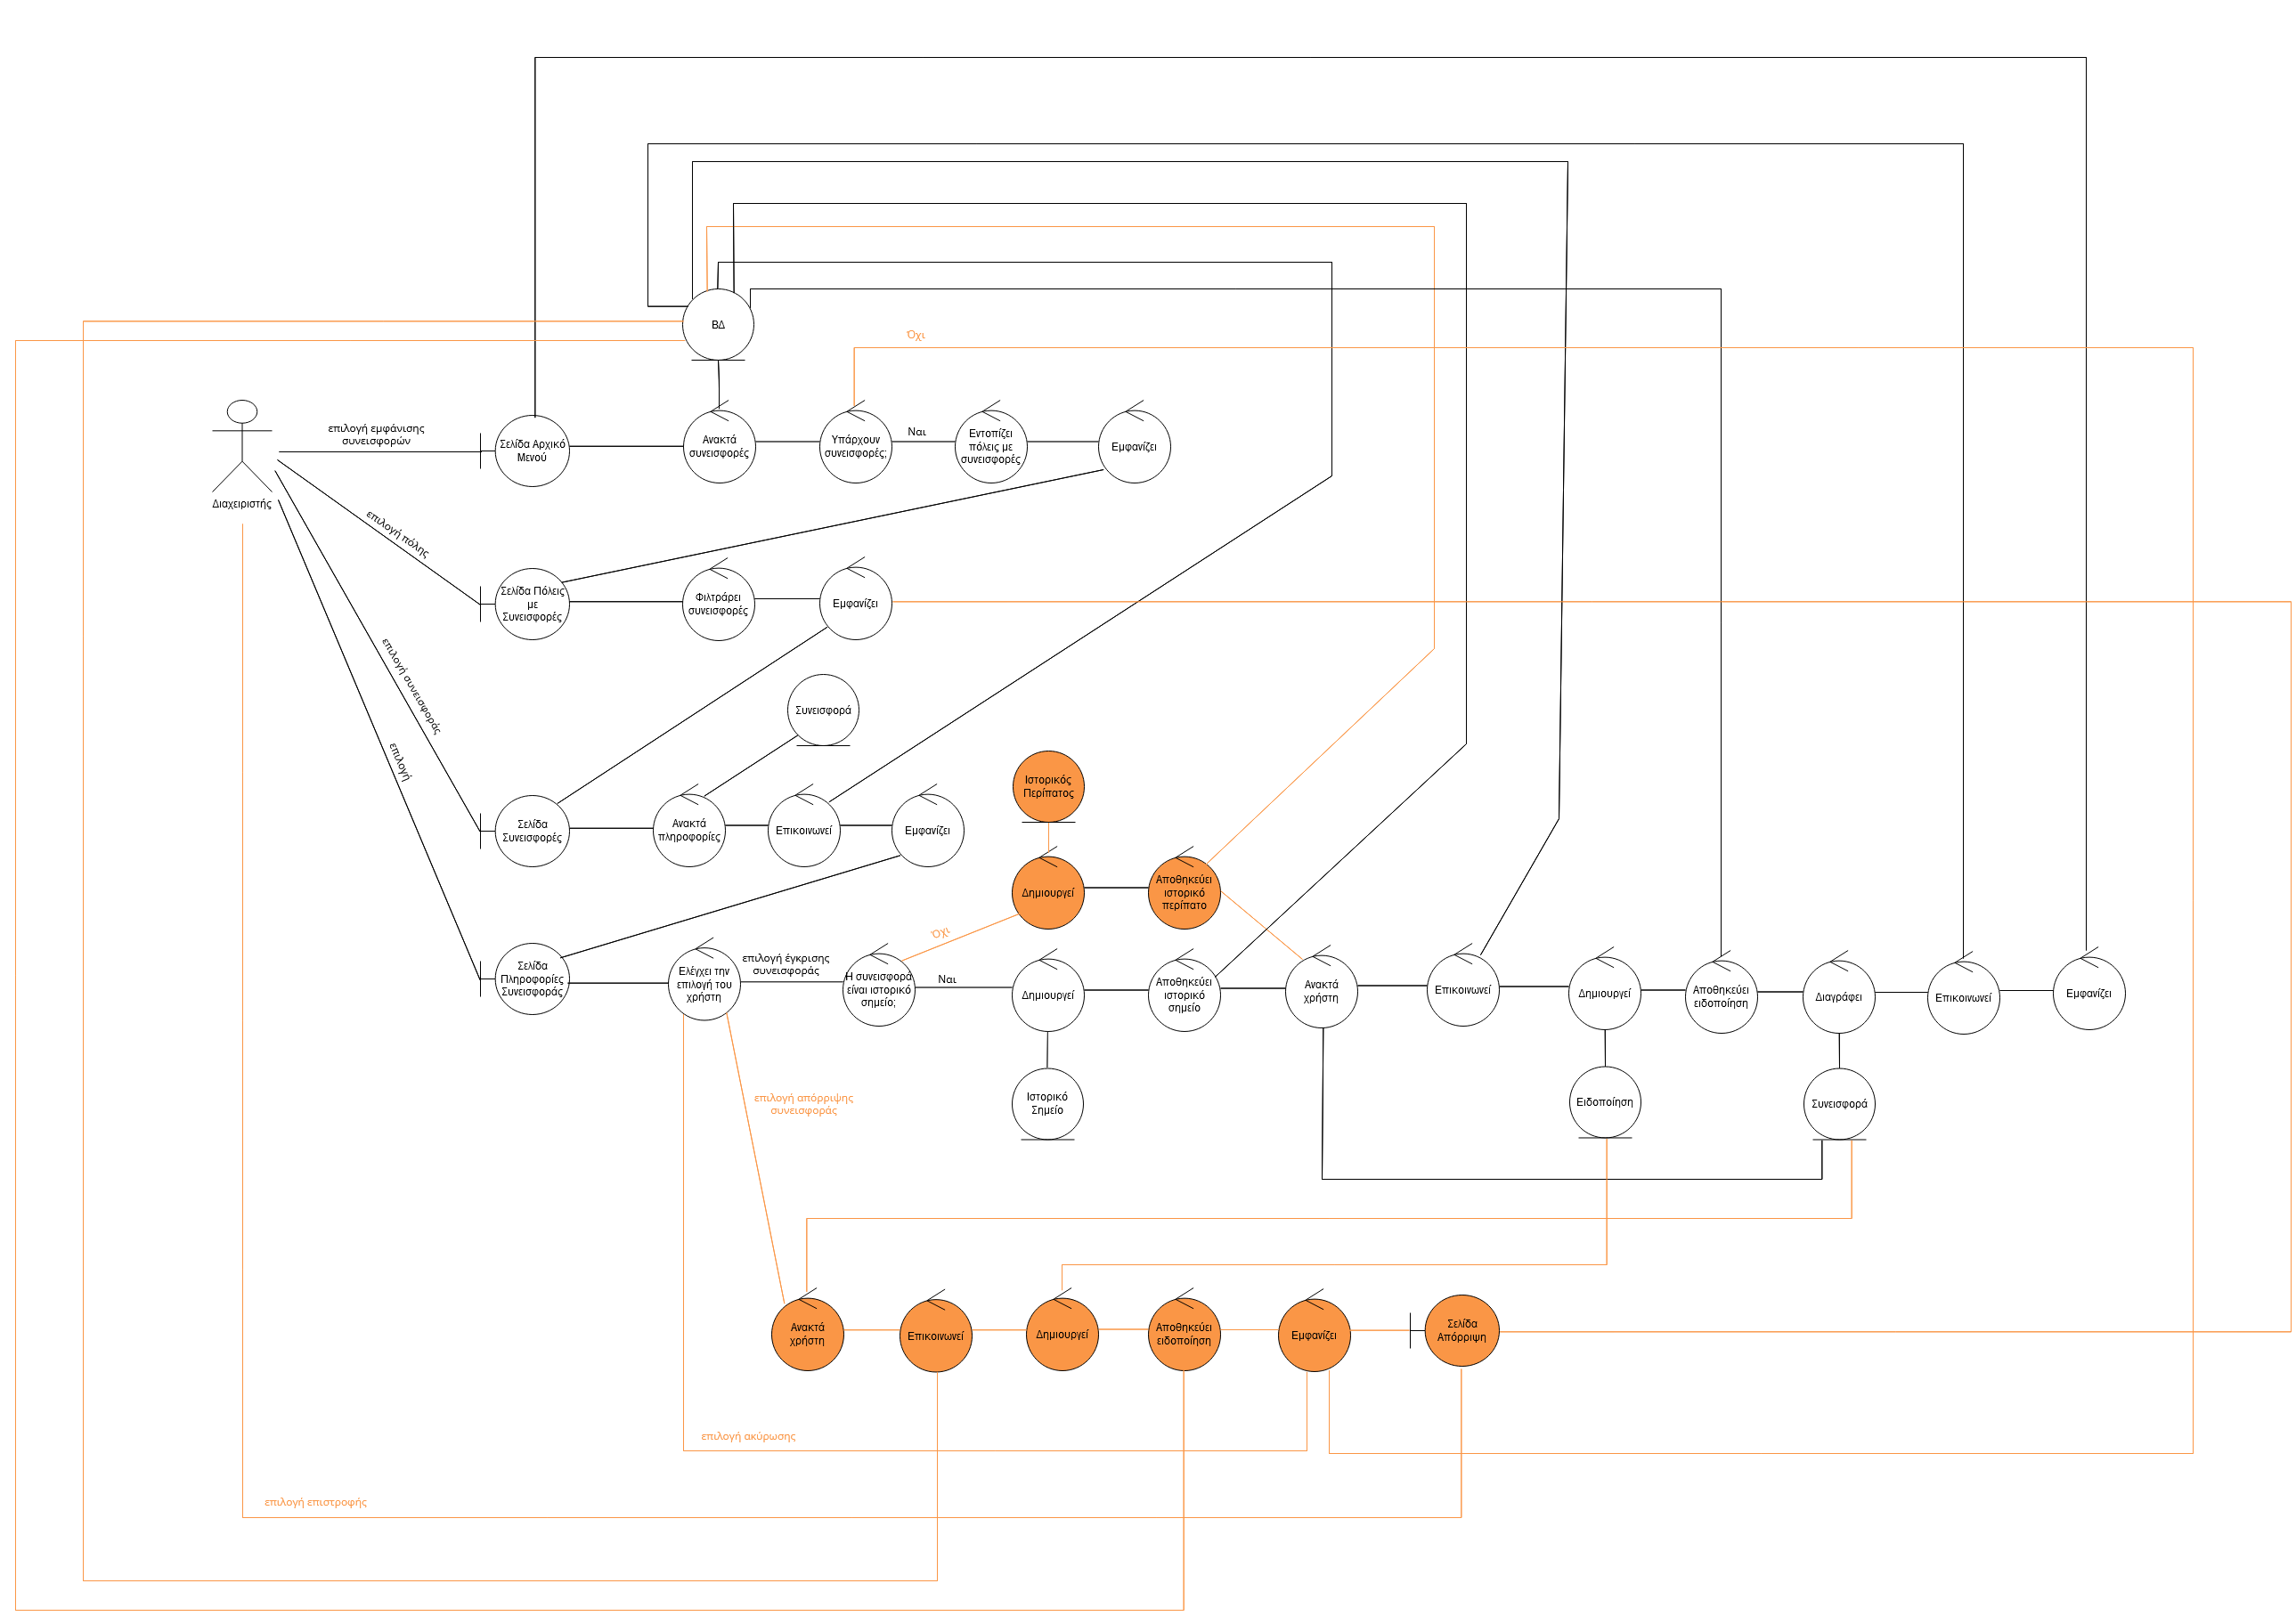 ΒΔ
Όχι
επιλογή εμφάνισης
συνεισφορών
Διαχειριστής
Σελίδα Αρχικό
Μενού
Ανακτά
συνεισφορές
Υπάρχουν
συνεισφορές;
Ναι
Εντοπίζει
πόλεις με
συνεισφορές
Εμφανίζει
επιλογή πόλης
Σελίδα Πόλεις
με
Συνεισφορές
Φιλτράρει
συνεισφορές
Εμφανίζει
επιλογή συνεισφοράς
Συνεισφορά
επιλογή
Σελίδα
Συνεισφορές
Ανακτά
πληροφορίες
Επικοινωνεί
Εμφανίζει
Ιστορικός
Περίπατος
Δημιουργεί
Αποθηκεύει
ιστορικό
περίπατο
Όχι
Σελίδα
Πληροφορίες
Συνεισφοράς
Ελέγχει την
επιλογή του
χρήστη
επιλογή έγκρισης
συνεισφοράς
Η συνεισφορά
είναι ιστορικό
σημείο;
Ναι
Δημιουργεί
Αποθηκεύει
ιστορικό
σημείο
Ανακτά
χρήστη
Επικοινωνεί
Δημιουργεί
Αποθηκεύει
ειδοποίηση
Διαγράφει
Επικοινωνεί
Εμφανίζει
Ιστορικό
Σημείο
Ειδοποίηση
Συνεισφορά
επιλογή απόρριψης
συνεισφοράς
Ανακτά
χρήστη
Επικοινωνεί
Δημιουργεί
Αποθηκεύει
ειδοποίηση
Εμφανίζει
Σελίδα
Απόρριψη
επιλογή ακύρωσης
επιλογή επιστροφής